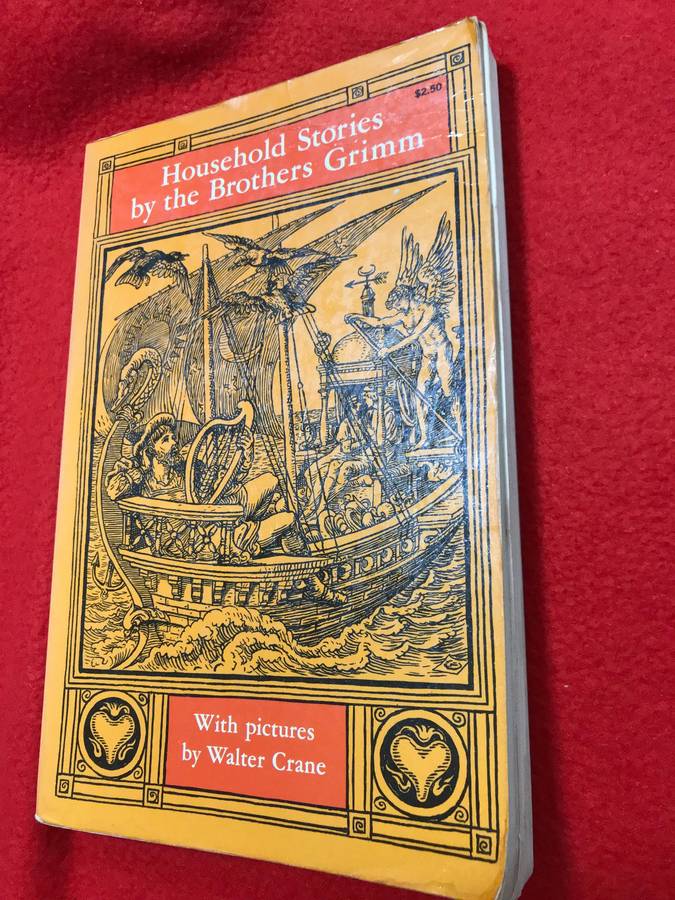 $2.50
Household Stories
by the Brothers Grimm
With pictures
by Walter Crane